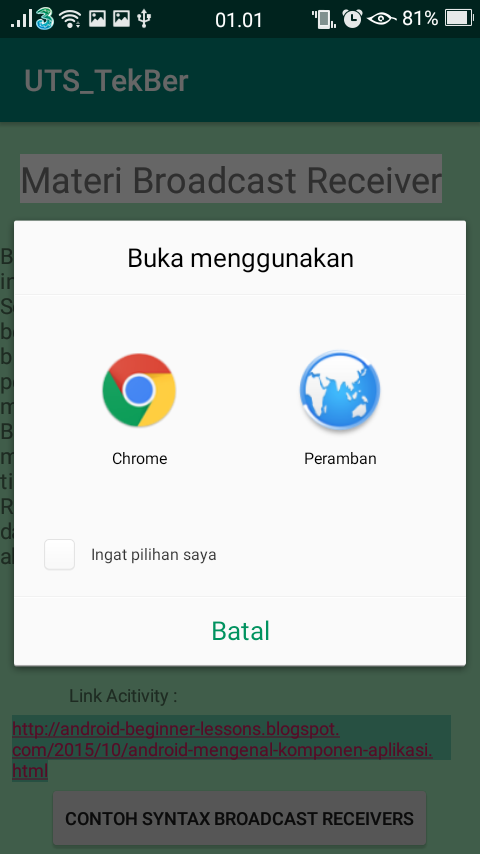 01.01
81%
UTS_TekBer
Materi Broadcast Receiver
Buka menggunakan
Chrome
Peramban
Ingat pilihan saya
Batal
Link Acitivity :
http://android-beginner-lessons.blogspot.
com/2015/10/android-mengenal-komponen-aplikasi.
html
CONTOH SYNTAX BROADCAST RECEIVERS